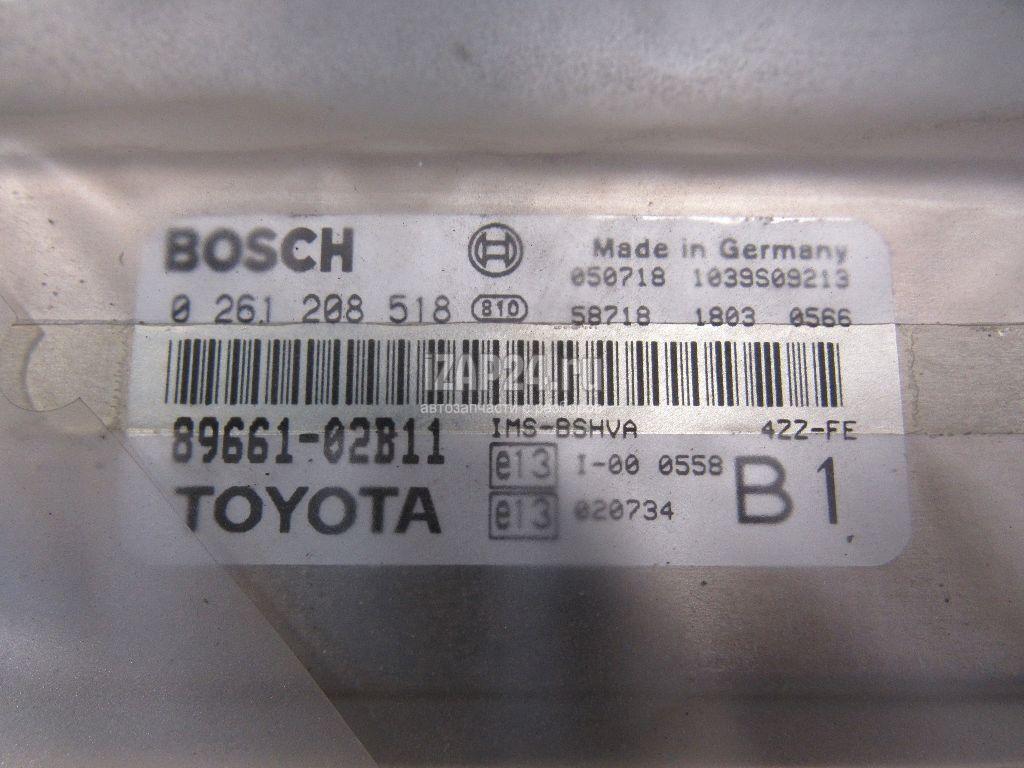 BOSCH
Made in Germany
050718 1039S09213
0 261 208 518 810
58718 1803 0566
iZAP24.ru
автозапчасти с разборов
89661-02B11
IMS-BSHVA 4ZZ-FE
e13 I-00 0558
B1
TOYOTA
e13 020734